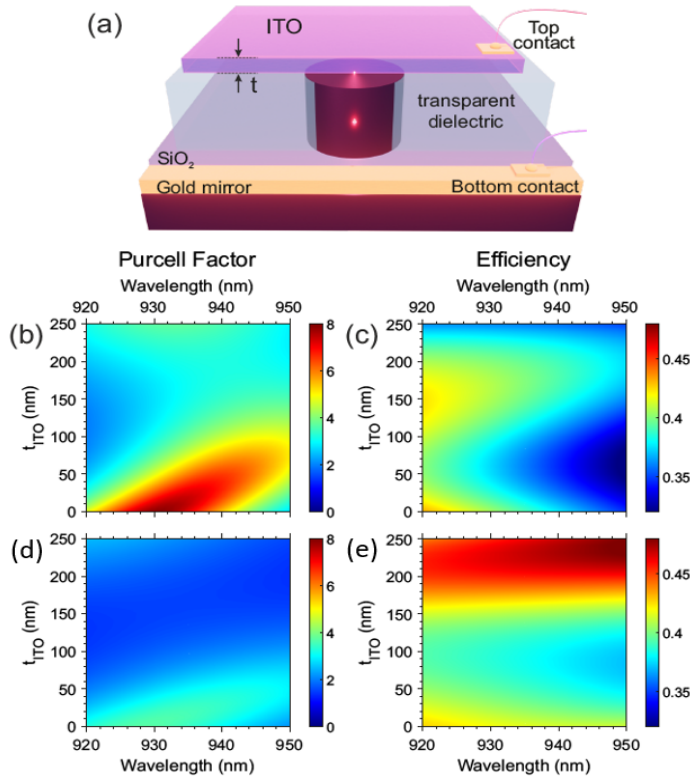 (a)
ITO
Top
contact
t
transparent
dielectric
SiO₂
Gold mirror
Bottom contact
Purcell Factor
Efficiency
Wavelength (nm)
Wavelength (nm)
920 930 940 950
920 930 940 950
(b)
(c)
250
200
150
100
50
0
t_ITO (nm)
8
6
4
2
0
250
200
150
100
50
0
t_ITO (nm)
0.45
0.4
0.35
(d)
(e)
250
200
150
100
50
0
t_ITO (nm)
8
6
4
2
0
250
200
150
100
50
0
t_ITO (nm)
0.45
0.4
0.35
920 930 940 950
920 930 940 950
Wavelength (nm)
Wavelength (nm)